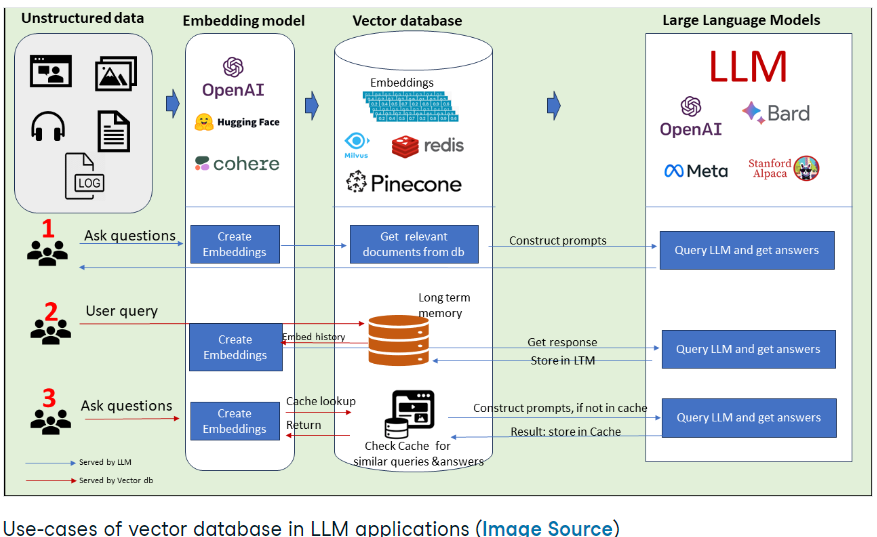 Unstructured data
Embedding model
Vector database
Large Language Models
LOG
OpenAI
Hugging Face
cohere
Embeddings
Milvus
redis
Pinecone
LLM
OpenAI
Bard
Meta
Stanford
Alpaca
1
Ask questions
Create
Embeddings
Get relevant
documents from db
Construct prompts
Query LLM and get answers
2
User query
Create
Embeddings
Embed history
Long term
memory
Get response
Store in LTM
Query LLM and get answers
3
Ask questions
Create
Embeddings
Cache lookup
Return
Check Cache for
similar queries &answers
Construct prompts, if not in cache
Result: store in Cache
Query LLM and get answers
Served by LLM
Served by Vector db
Use-cases of vector database in LLM applications (Image Source)